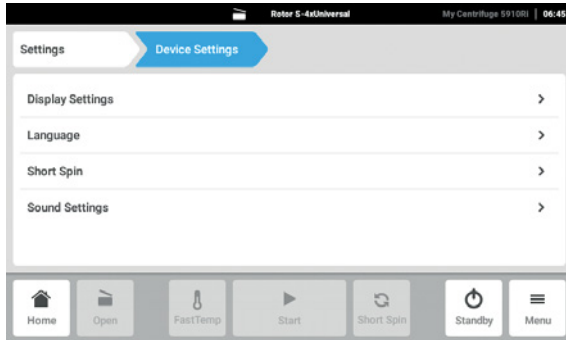 Rotor S-4xUniversal My Centrifuge 5910Ri | 06:45
Settings Device Settings
Display Settings
Language
Short Spin
Sound Settings
Home Open FastTemp Start Short Spin Standby Menu